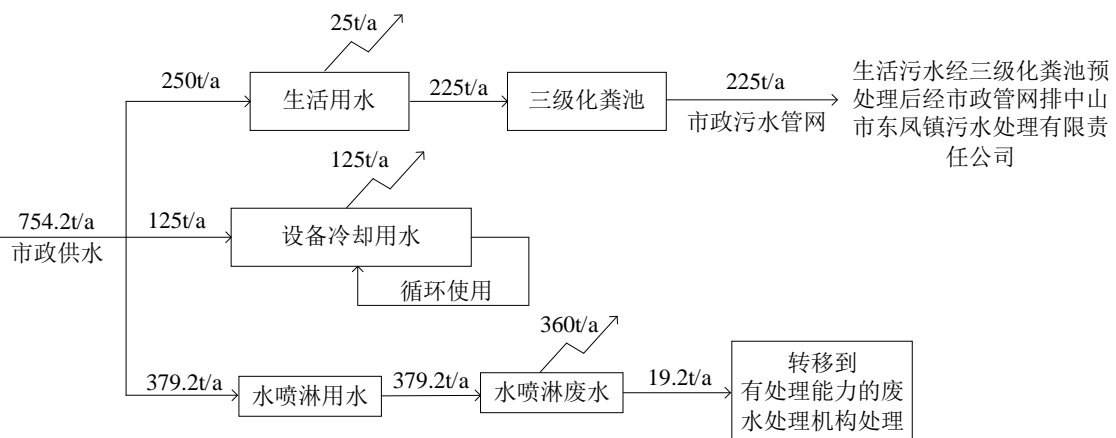 25t/a
250t/a
生活用水
225t/a
三级化粪池
225t/a
市政污水管网
生活污水经三级化粪池预
处理后经市政管网排中山
市东凤镇污水处理有限责
任公司
125t/a
754.2t/a
市政供水
125t/a
设备冷却用水
循环使用
360t/a
379.2t/a
水喷淋用水
379.2t/a
水喷淋废水
19.2t/a
转移到
有处理能力的废
水处理机构处理